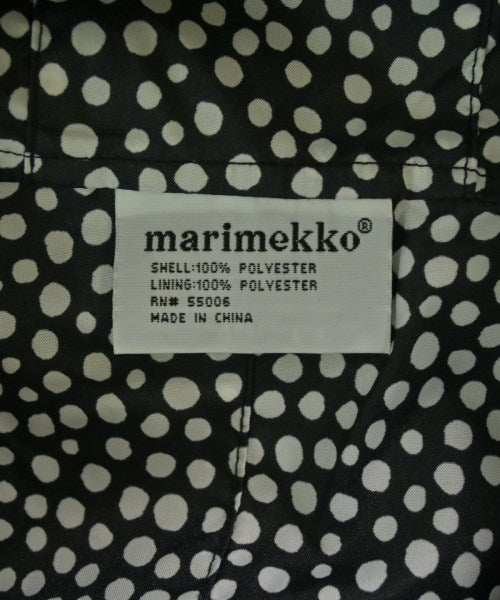 marimekko®
SHELL:100% POLYESTER
LINING:100% POLYESTER
RN# 55006
MADE IN CHINA